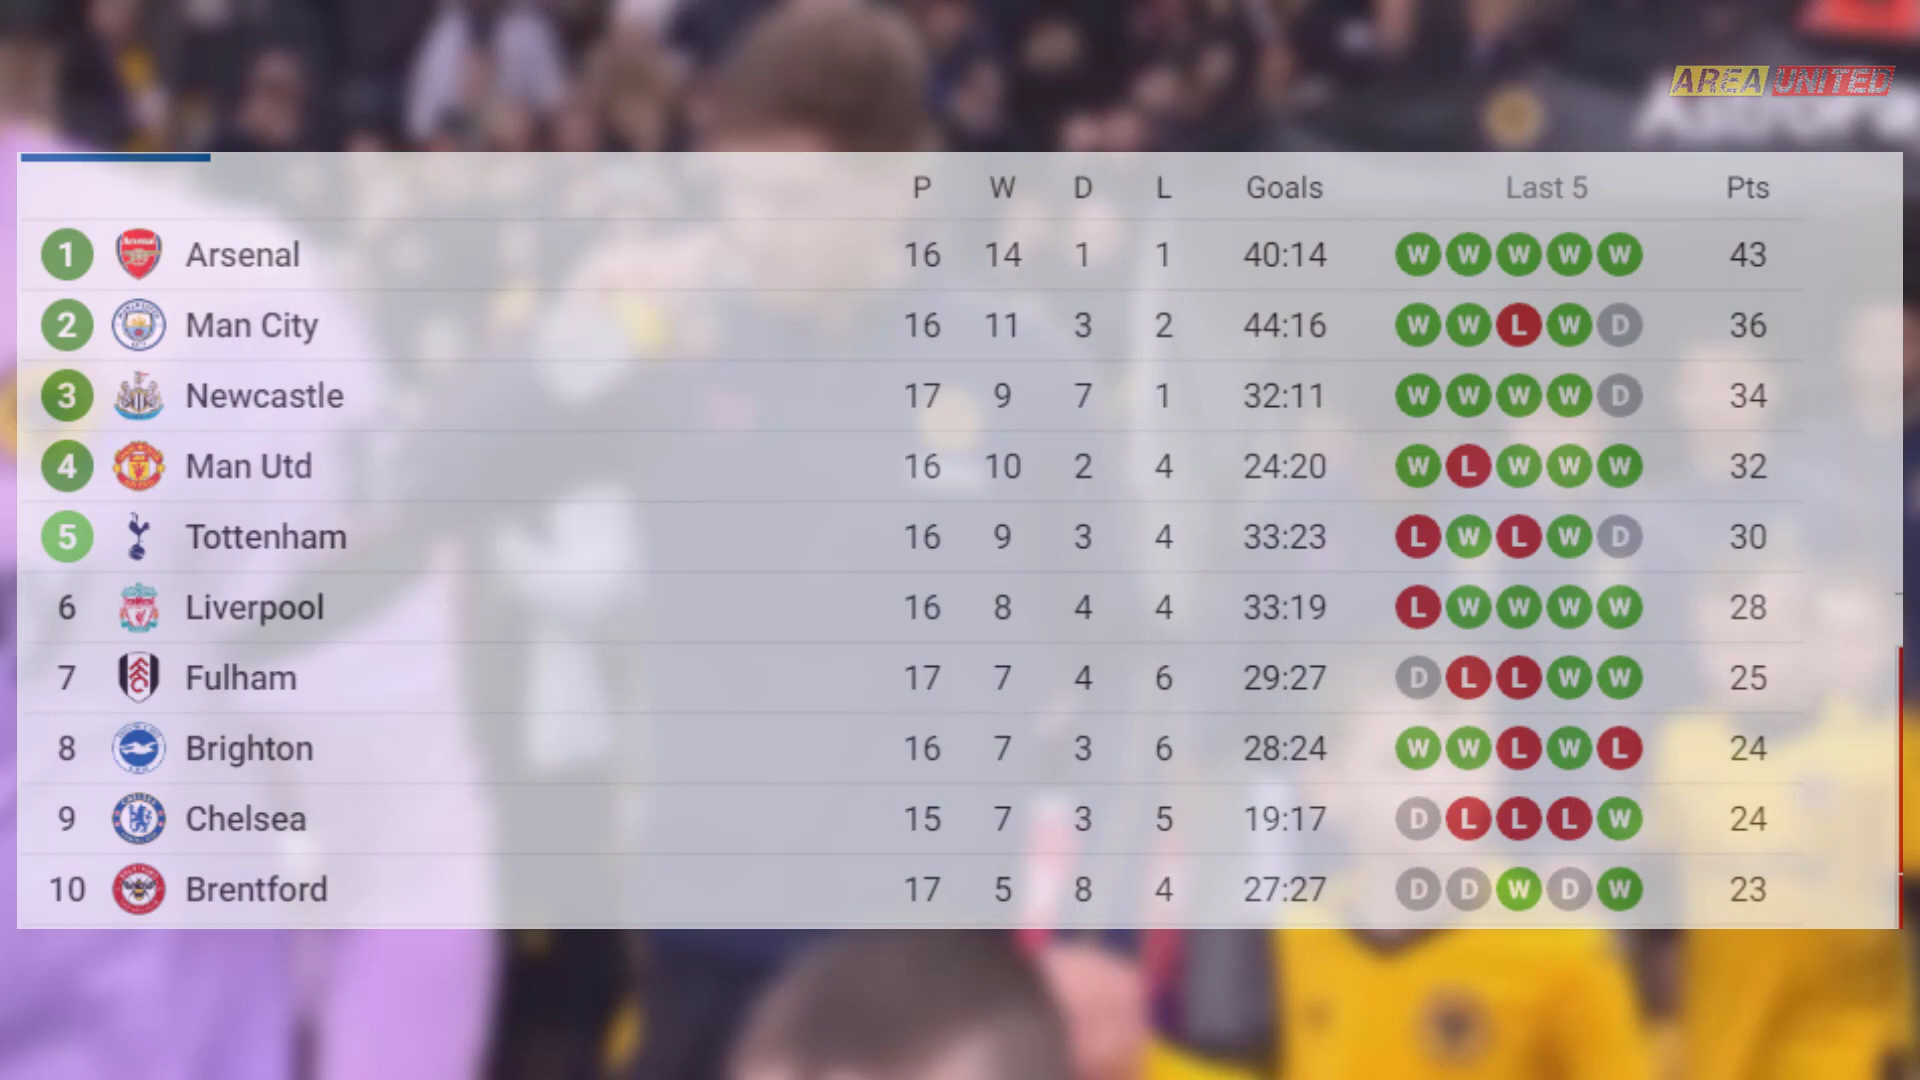 AREA UNITED
P W D L Goals Last 5 Pts
1 Arsenal 16 14 1 1 40:14 W W W W W 43
2 Man City 16 11 3 2 44:16 W W L W D 36
3 Newcastle 17 9 7 1 32:11 W W W W D 34
4 Man Utd 16 10 2 4 24:20 W L W W W 32
5 Tottenham 16 9 3 4 33:23 L W L W D 30
6 Liverpool 16 8 4 4 33:19 L W W W W 28
7 Fulham 17 7 4 6 29:27 D L L W W 25
8 Brighton 16 7 3 6 28:24 W W L W L 24
9 Chelsea 15 7 3 5 19:17 D L L L W 24
10 Brentford 17 5 8 4 27:27 D D W D W 23